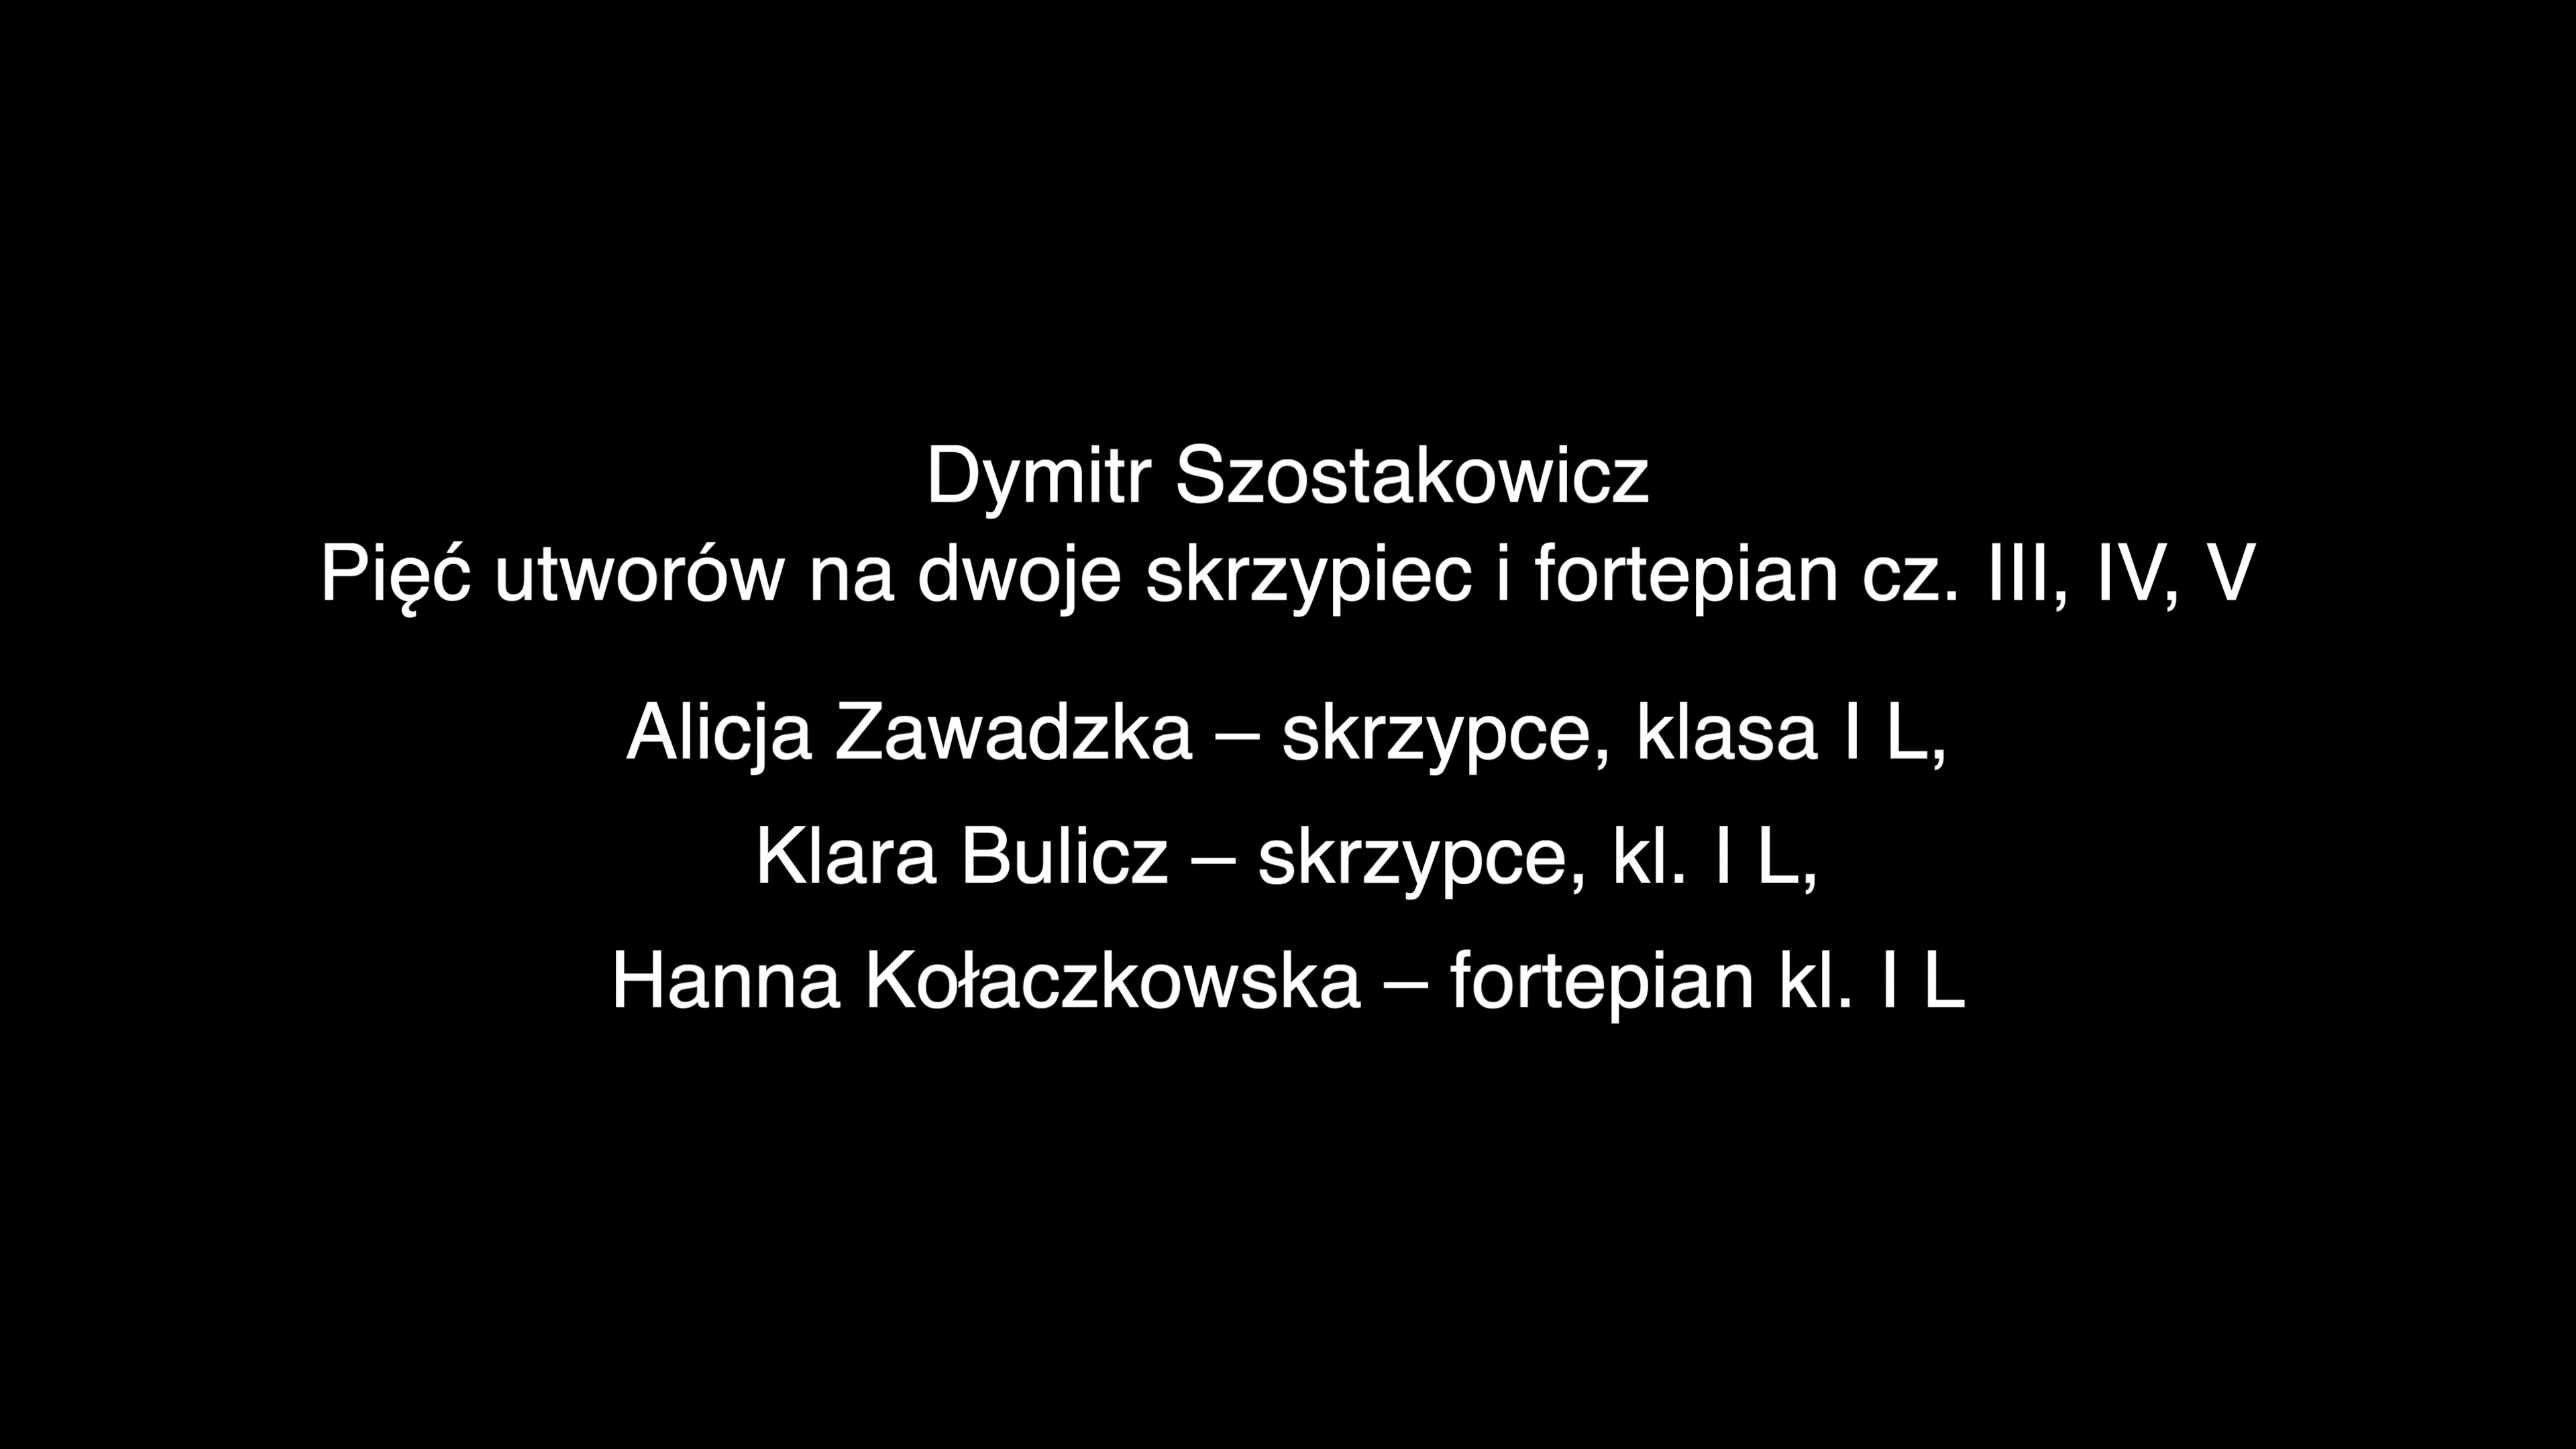 Dymitr Szostakowicz
Pięć utworów na dwoje skrzypiec i fortepian cz. III, IV, V
Alicja Zawadzka – skrzypce, klasa I L,
Klara Bulicz – skrzypce, kl. I L,
Hanna Kołaczkowska – fortepian kl. I L